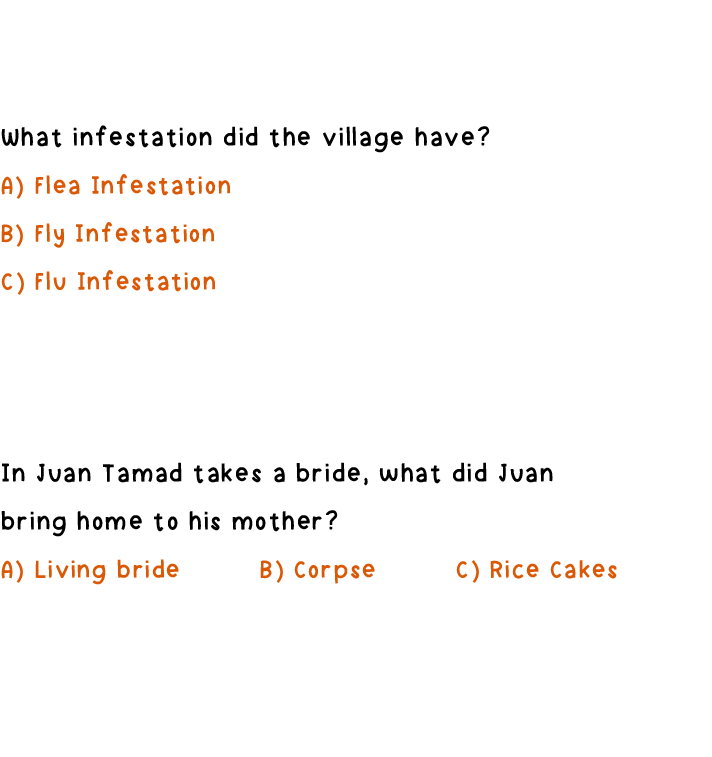 What infestation did the village have?
A) Flea Infestation
B) Fly Infestation
C) Flu Infestation
In Juan Tamad takes a bride, what did Juan
bring home to his mother?
A) Living bride B) Corpse C) Rice Cakes